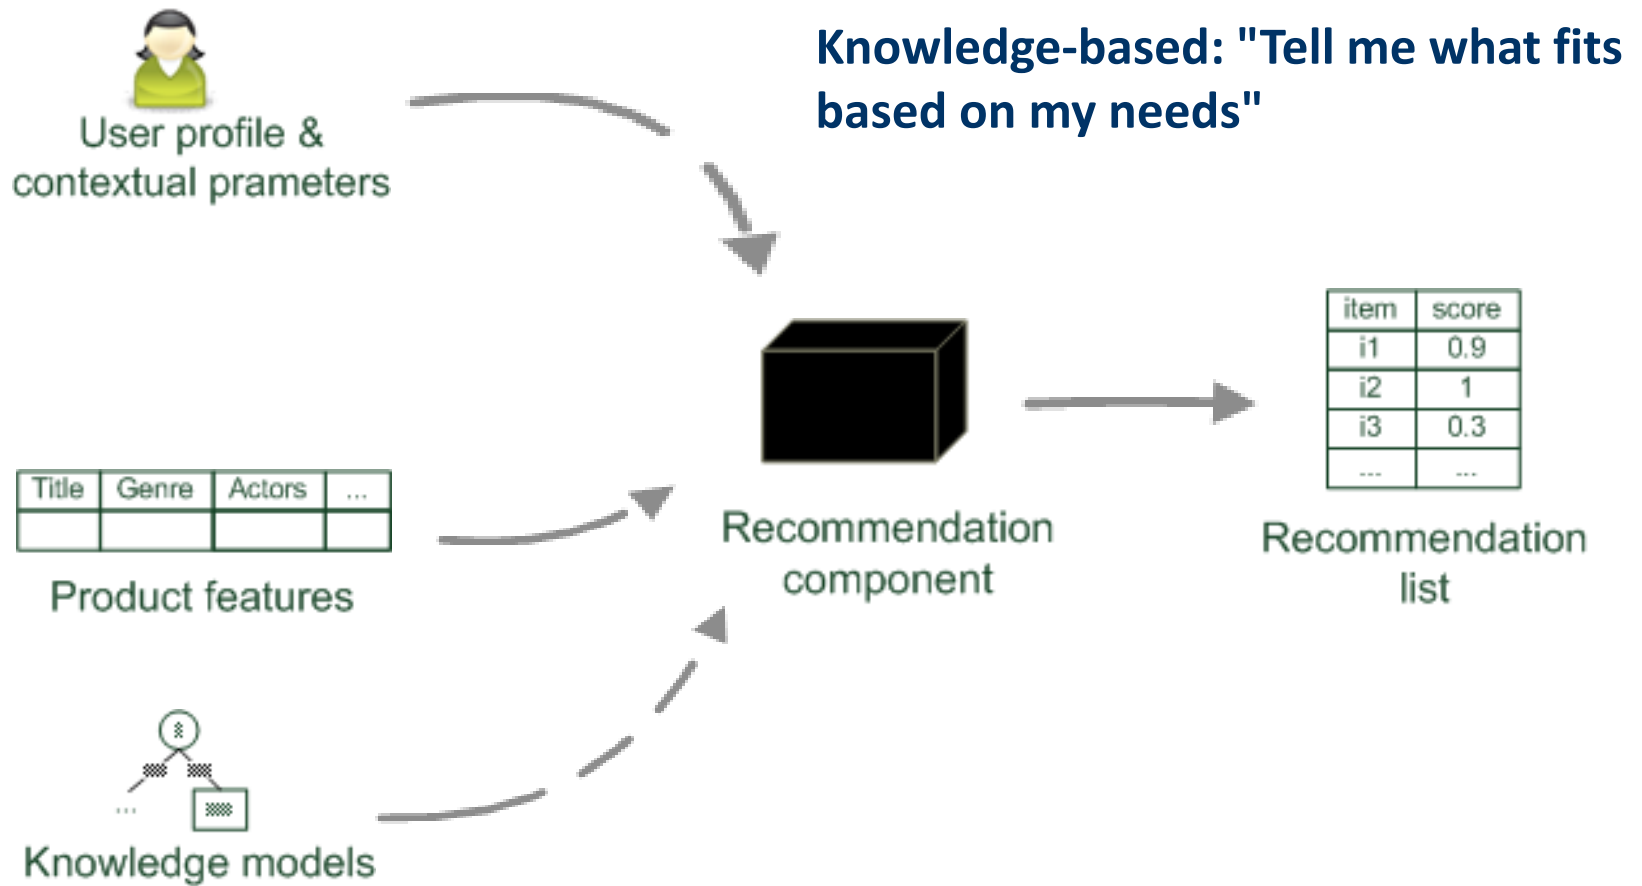 Knowledge-based: "Tell me what fits
based on my needs"
User profile &
contextual prameters
Title Genre Actors ...
Product features
Knowledge models
...
Recommendation
component
item score
i1 0.9
i2 1
i3 0.3
... ...
Recommendation
list